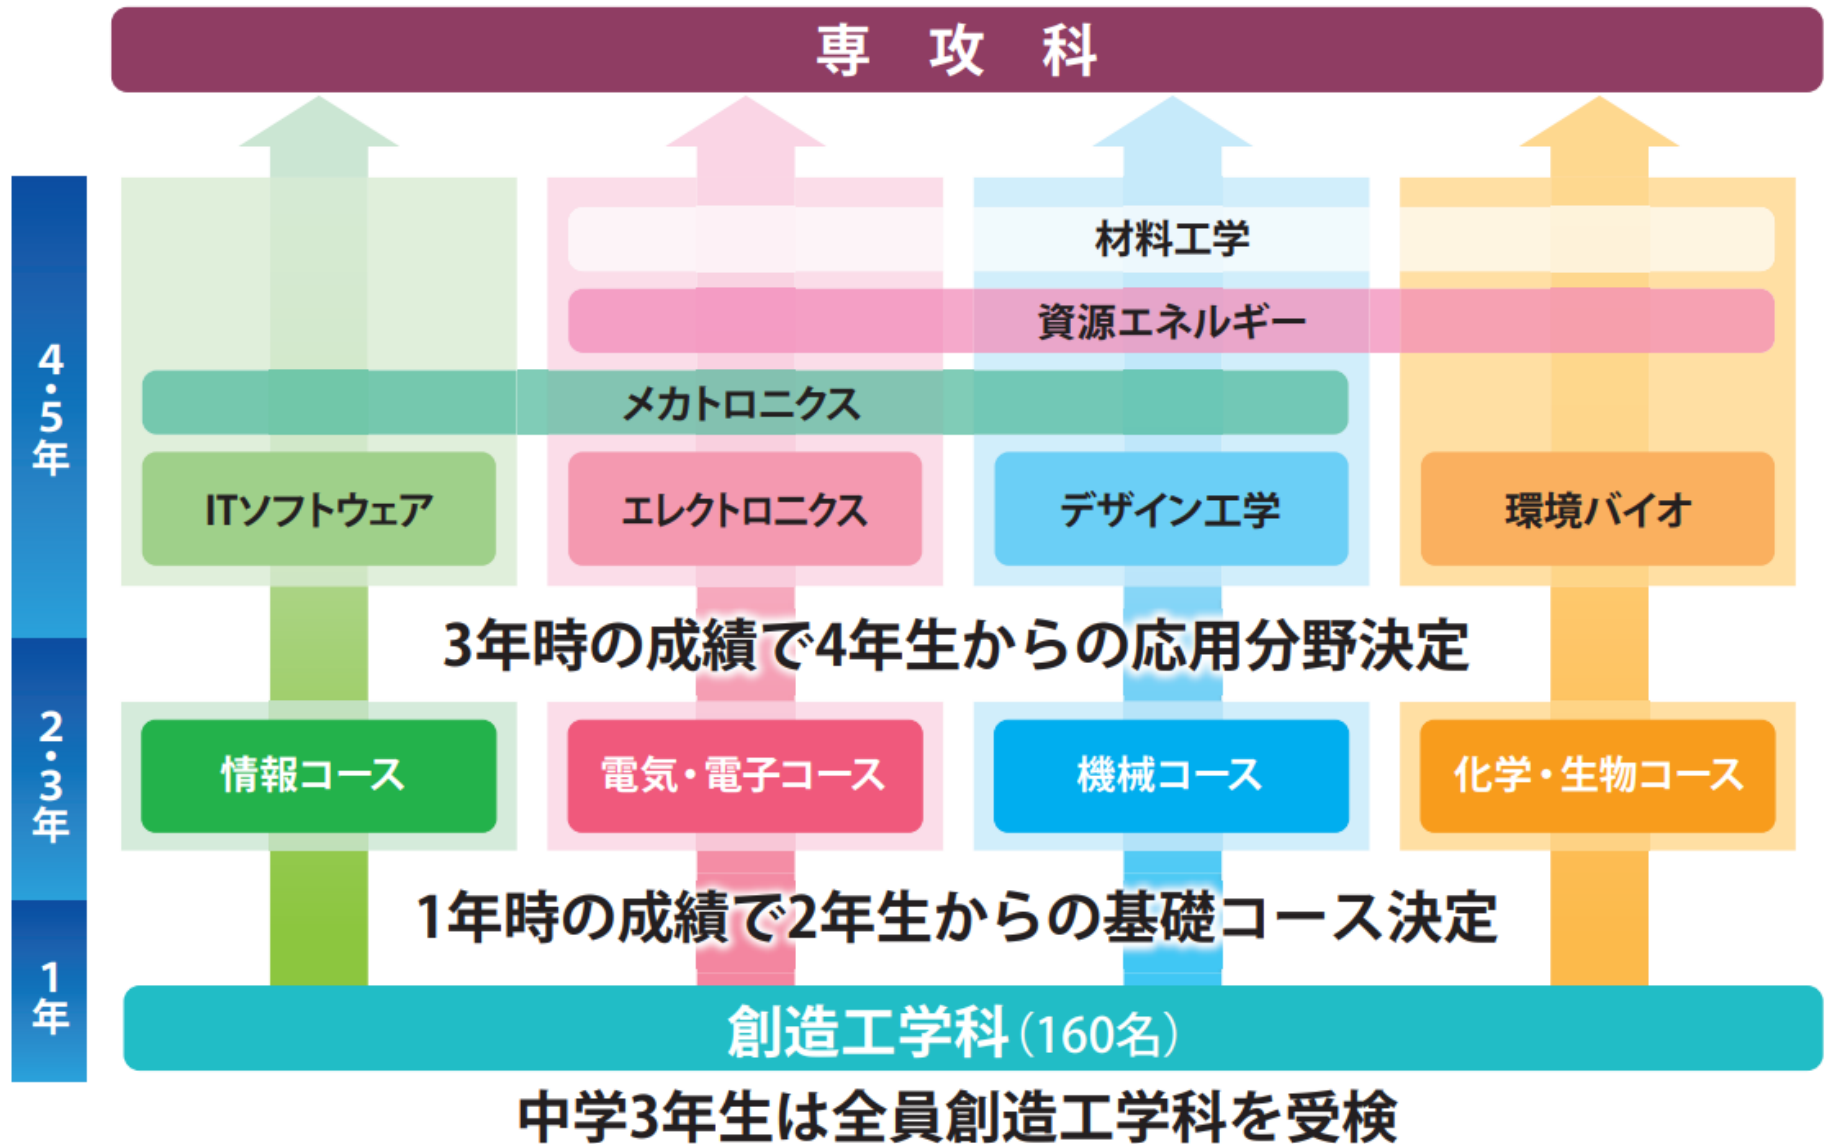 専 攻 科
4・5年
材料工学
資源エネルギー
メカトロニクス
ITソフトウェア
エレクトロニクス
デザイン工学
環境バイオ
3年時の成績で4年生からの応用分野決定
2・3年
情報コース
電気・電子コース
機械コース
化学・生物コース
1年時の成績で2年生からの基礎コース決定
1年
創造工学科（160名）
中学3年生は全員創造工学科を受検